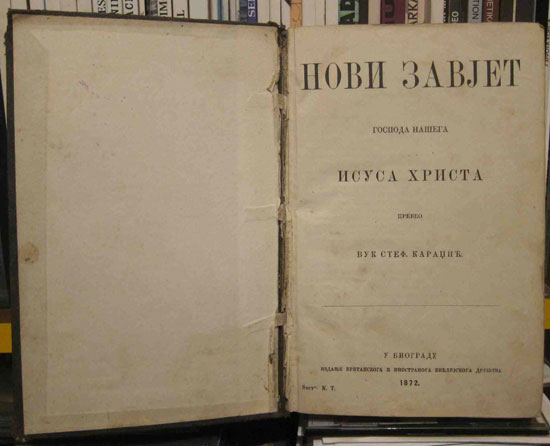 НОВИ ЗАВЈЕТ
ГОСПОДА НАШЕГА
ИСУСА ХРИСТА
ПРЕВЕО
ВУК СТЕФ. КАРАЏИЋ.
У БИОГРАДУ
ИЗДАЊЕ БРИТАНСКОГА И ИНОСТРАНОГА БИБЛИЈСКОГА ДРУШТВА
1872.